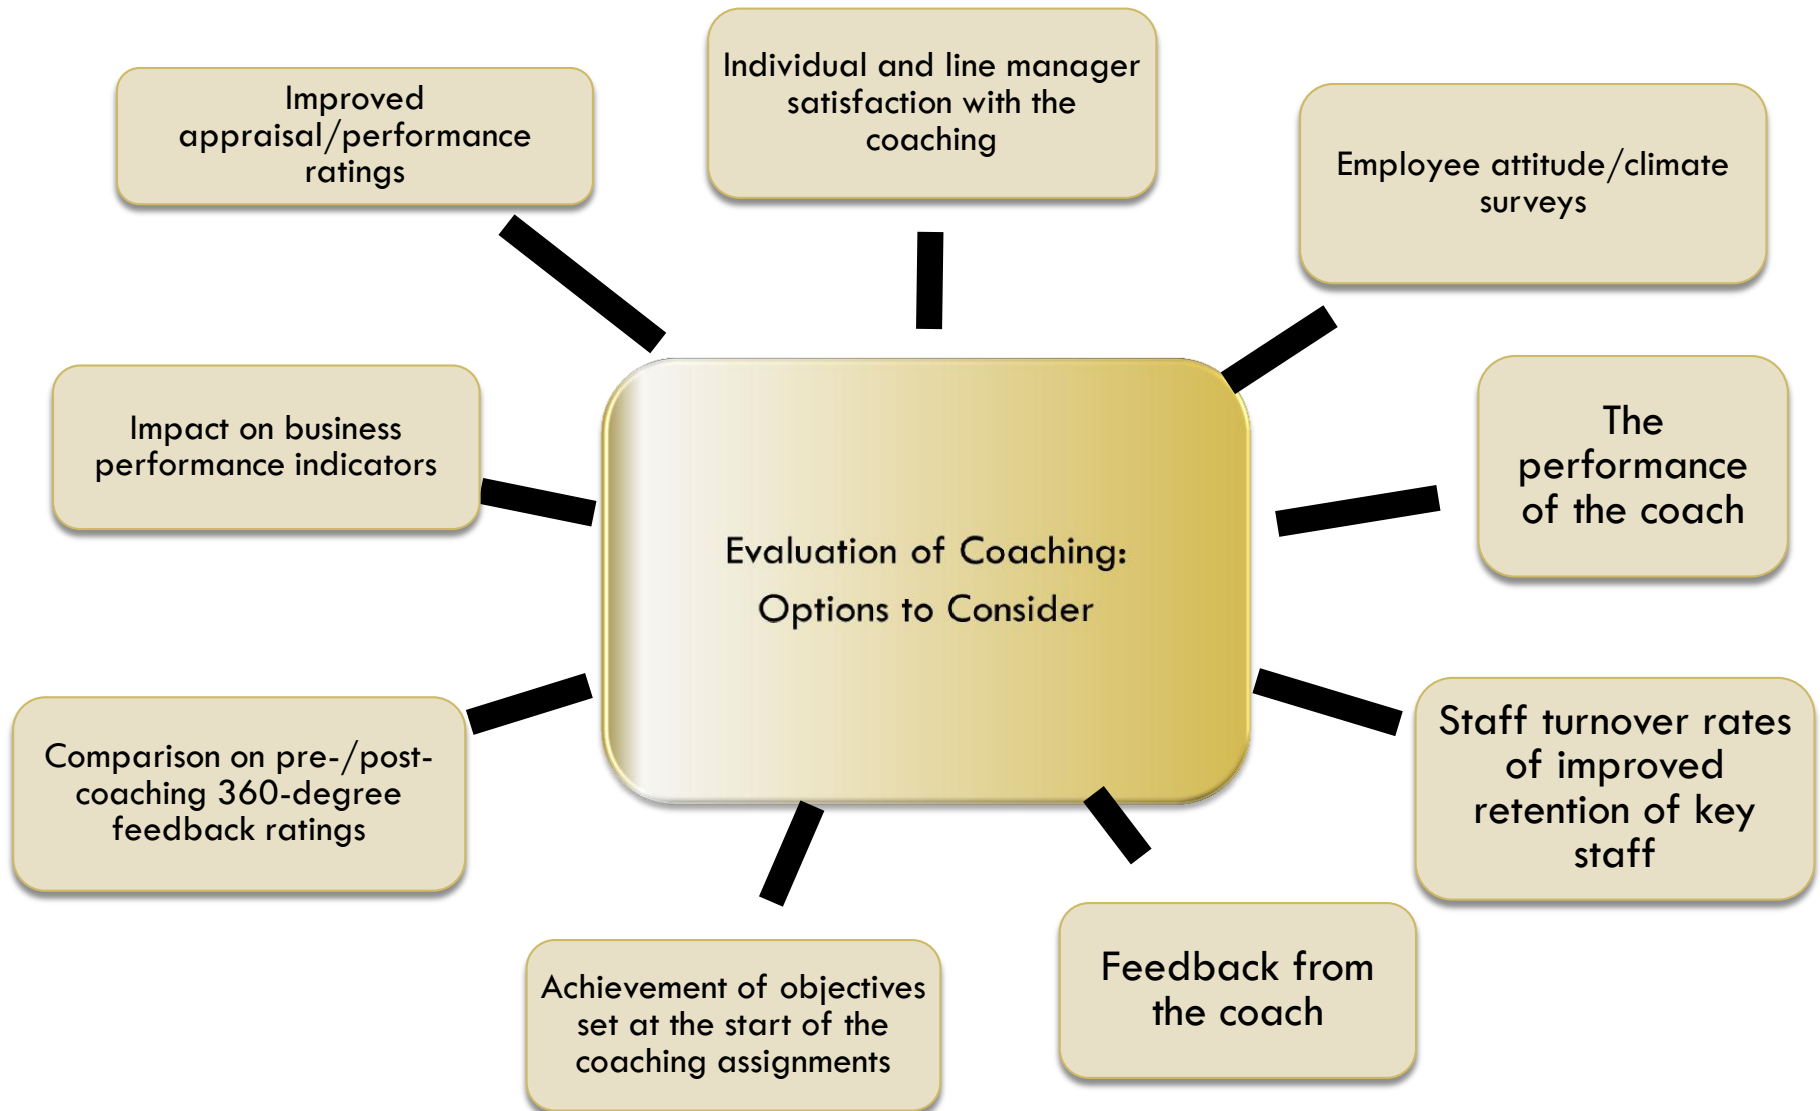 Individual and line manager
satisfaction with the
coaching
Improved
appraisal/performance
ratings
Employee attitude/climate
surveys
Impact on business
performance indicators
The
performance
of the coach
Evaluation of Coaching:
Options to Consider
Comparison on pre-/post-
coaching 360-degree
feedback ratings
Staff turnover rates
of improved
retention of key
staff
Achievement of objectives
set at the start of the
coaching assignments
Feedback from
the coach